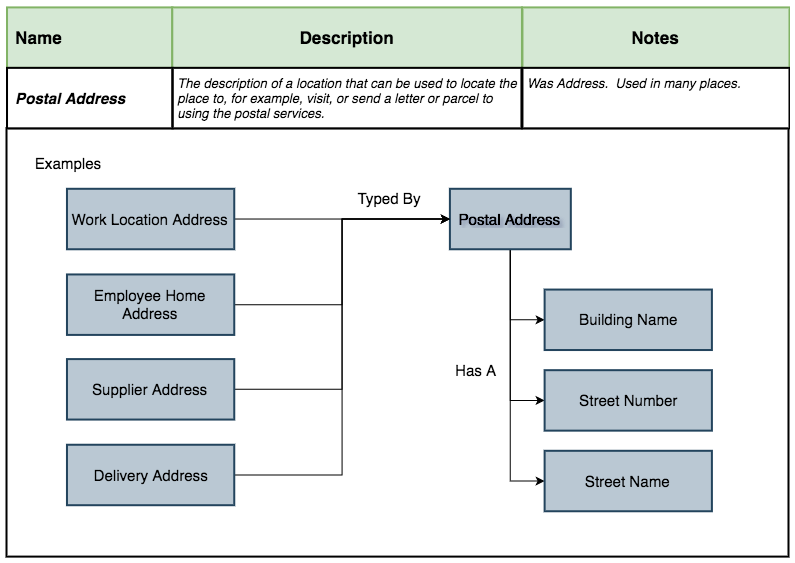 Name
Description
Notes
Postal Address
The description of a location that can be used to locate the
place to, for example, visit, or send a letter or parcel to
using the postal services.
Was Address.  Used in many places.
Examples
Work Location Address
Typed By
Postal Address
Employee Home
Address
Building Name
Supplier Address
Has A
Street Number
Delivery Address
Street Name